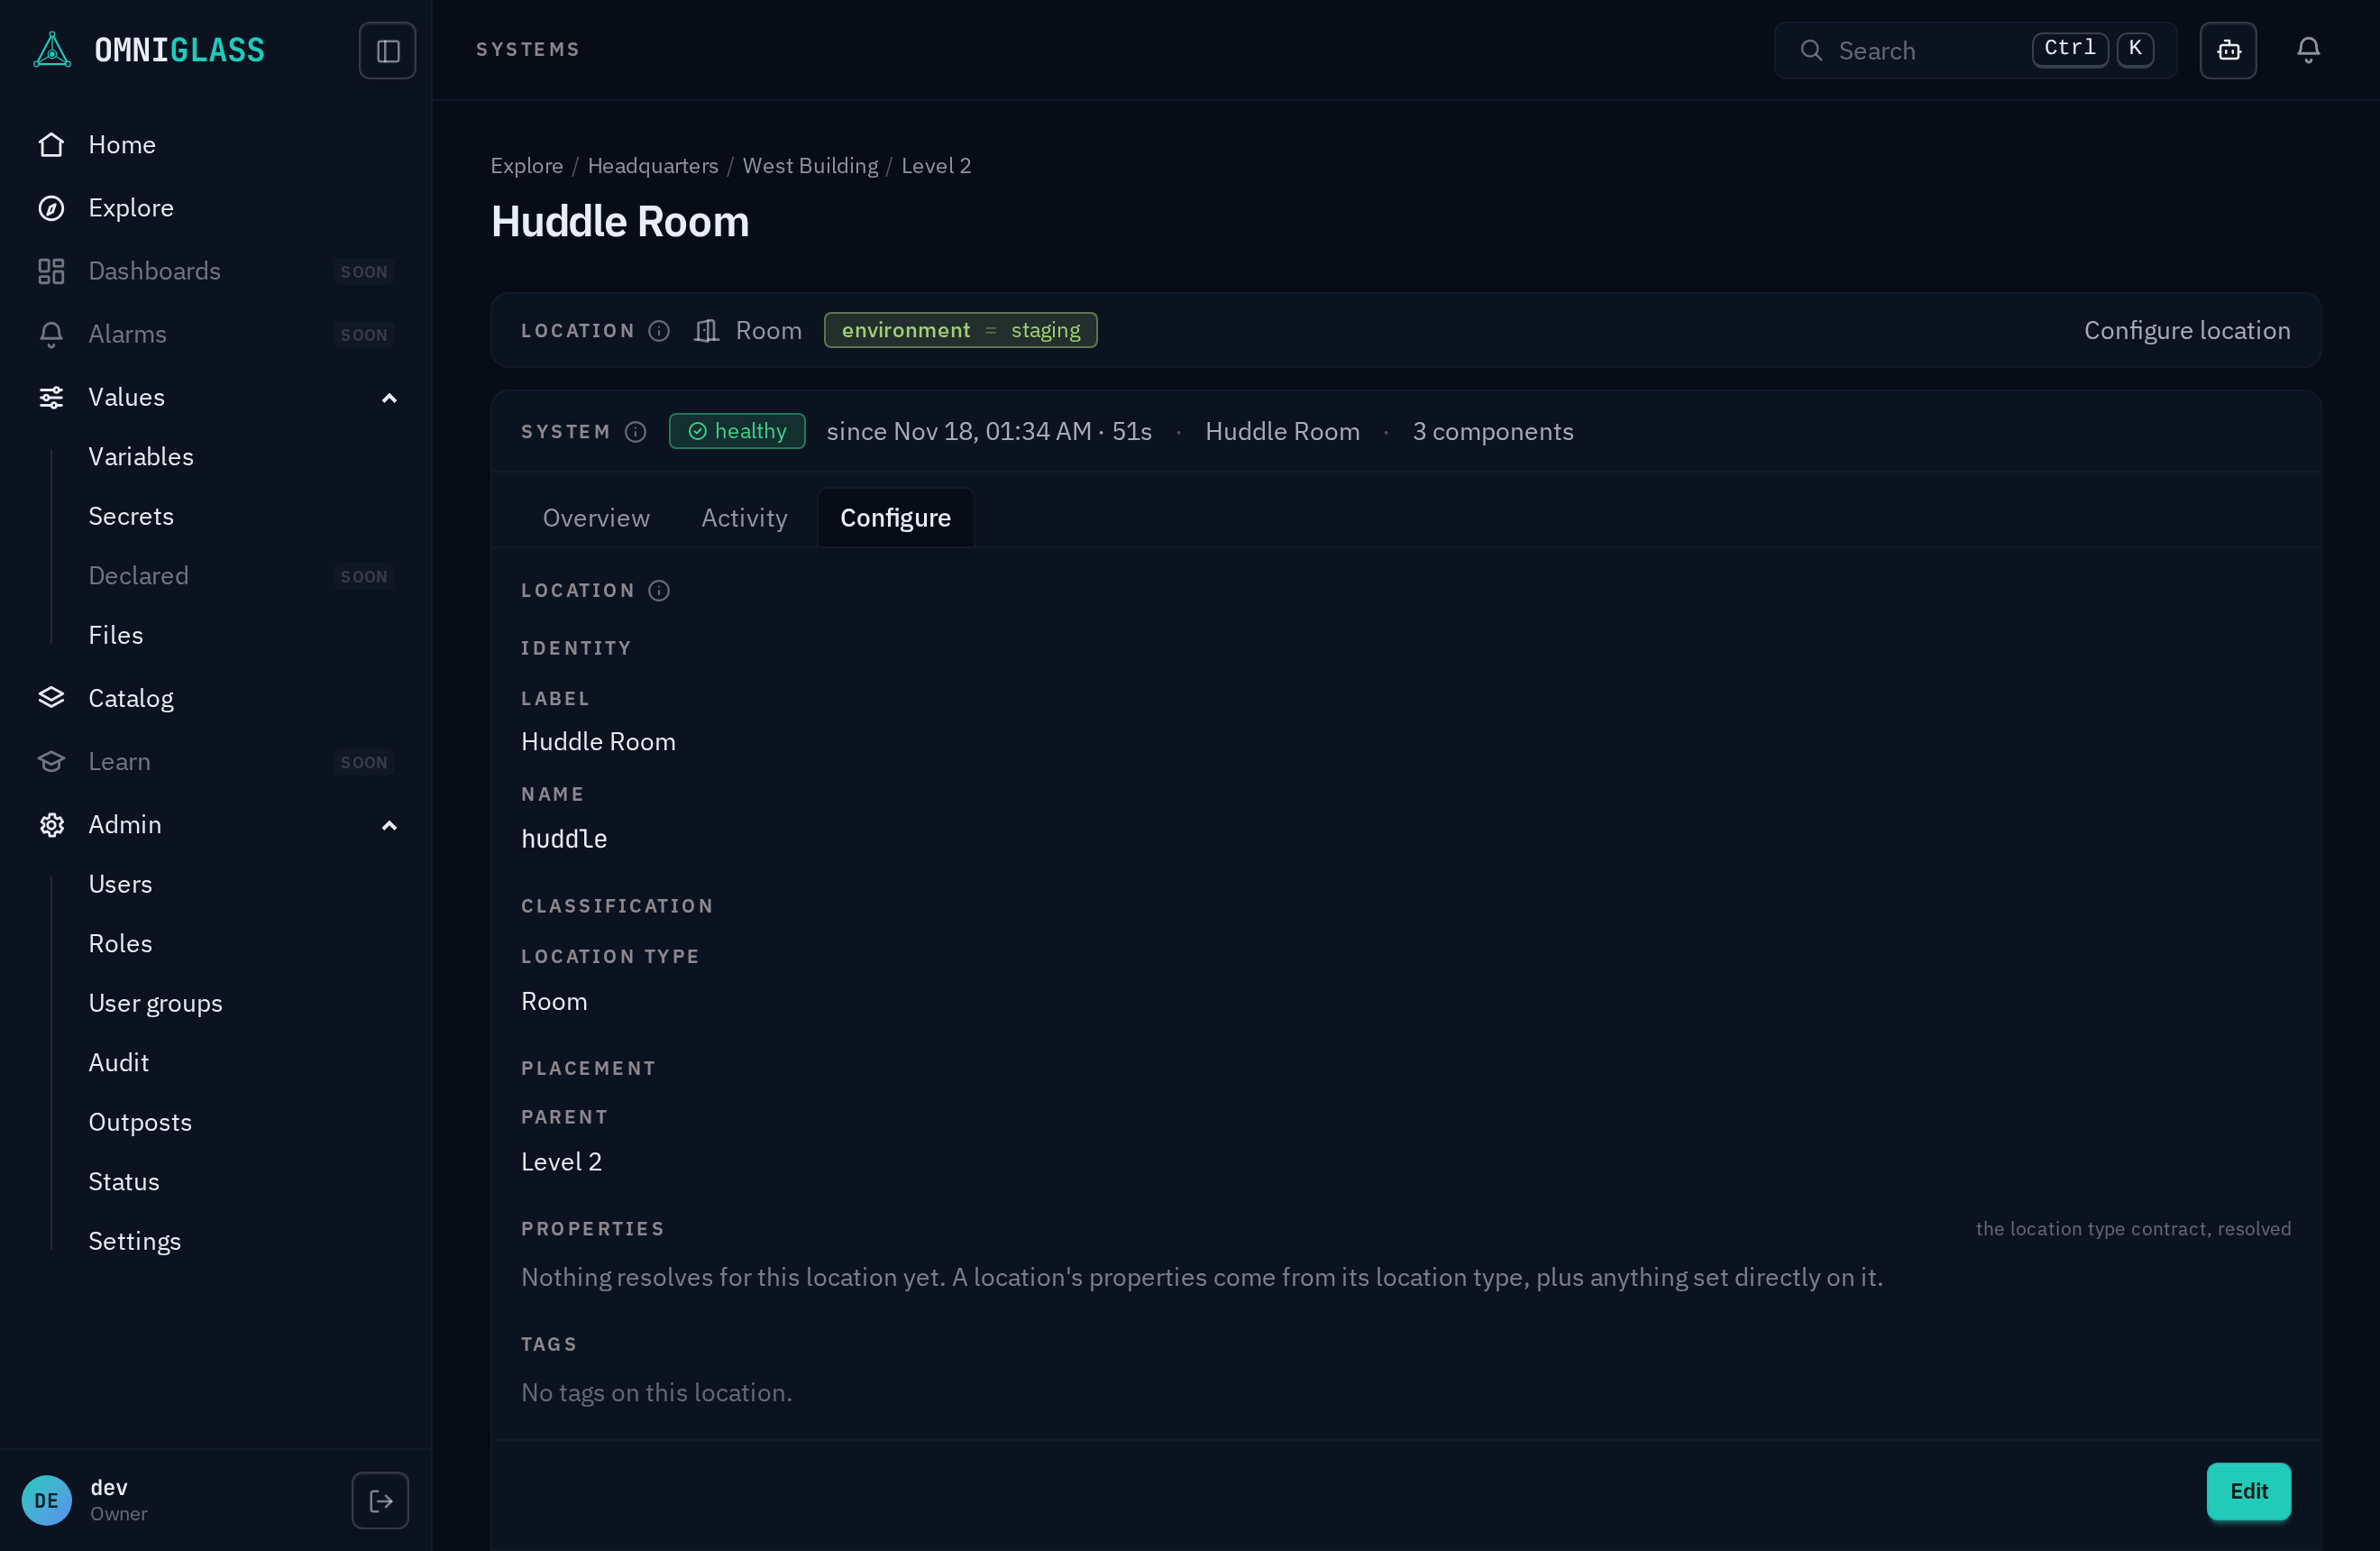 OMNIGLASS
SYSTEMS
Search
Ctrl
K
Home
Explore
Dashboards
SOON
Alarms
SOON
Values
Variables
Secrets
Declared
SOON
Files
Catalog
Learn
SOON
Admin
Users
Roles
User groups
Audit
Outposts
Status
Settings
DE
dev
Owner
Explore / Headquarters / West Building / Level 2
Huddle Room
LOCATION
Room
environment = staging
Configure location
SYSTEM
healthy
since Nov 18, 01:34 AM · 51s · Huddle Room · 3 components
Overview
Activity
Configure
LOCATION
IDENTITY
LABEL
Huddle Room
NAME
huddle
CLASSIFICATION
LOCATION TYPE
Room
PLACEMENT
PARENT
Level 2
PROPERTIES
the location type contract, resolved
Nothing resolves for this location yet. A location's properties come from its location type, plus anything set directly on it.
TAGS
No tags on this location.
Edit